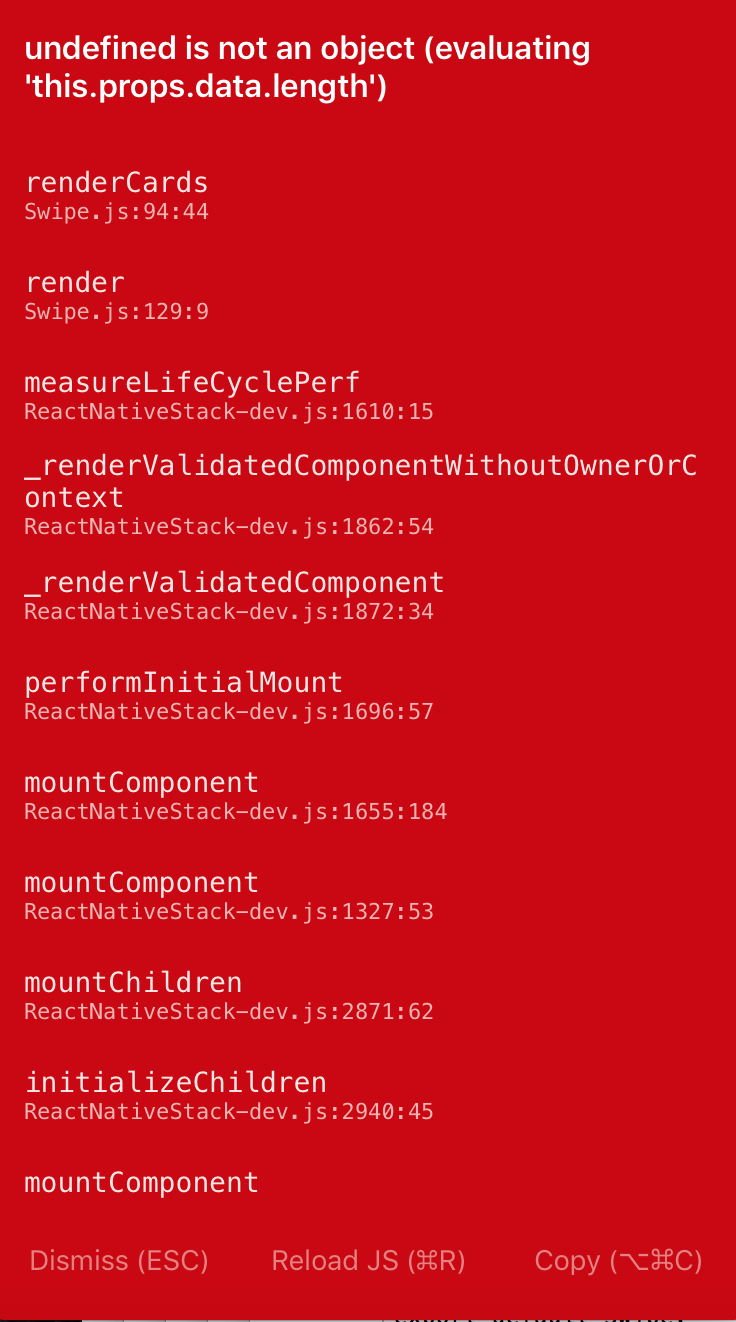 undefined is not an object (evaluating
'this.props.data.length')
renderCards
Swipe.js:94:44
render
Swipe.js:129:9
measureLifeCyclePerf
ReactNativeStack-dev.js:1610:15
_renderValidatedComponentWithoutOwnerOrC
ontext
ReactNativeStack-dev.js:1862:54
_renderValidatedComponent
ReactNativeStack-dev.js:1872:34
performInitialMount
ReactNativeStack-dev.js:1696:57
mountComponent
ReactNativeStack-dev.js:1655:184
mountComponent
ReactNativeStack-dev.js:1327:53
mountChildren
ReactNativeStack-dev.js:2871:62
initializeChildren
ReactNativeStack-dev.js:2940:45
mountComponent
Dismiss (ESC) Reload JS (⌘R) Copy (⌥⌘C)